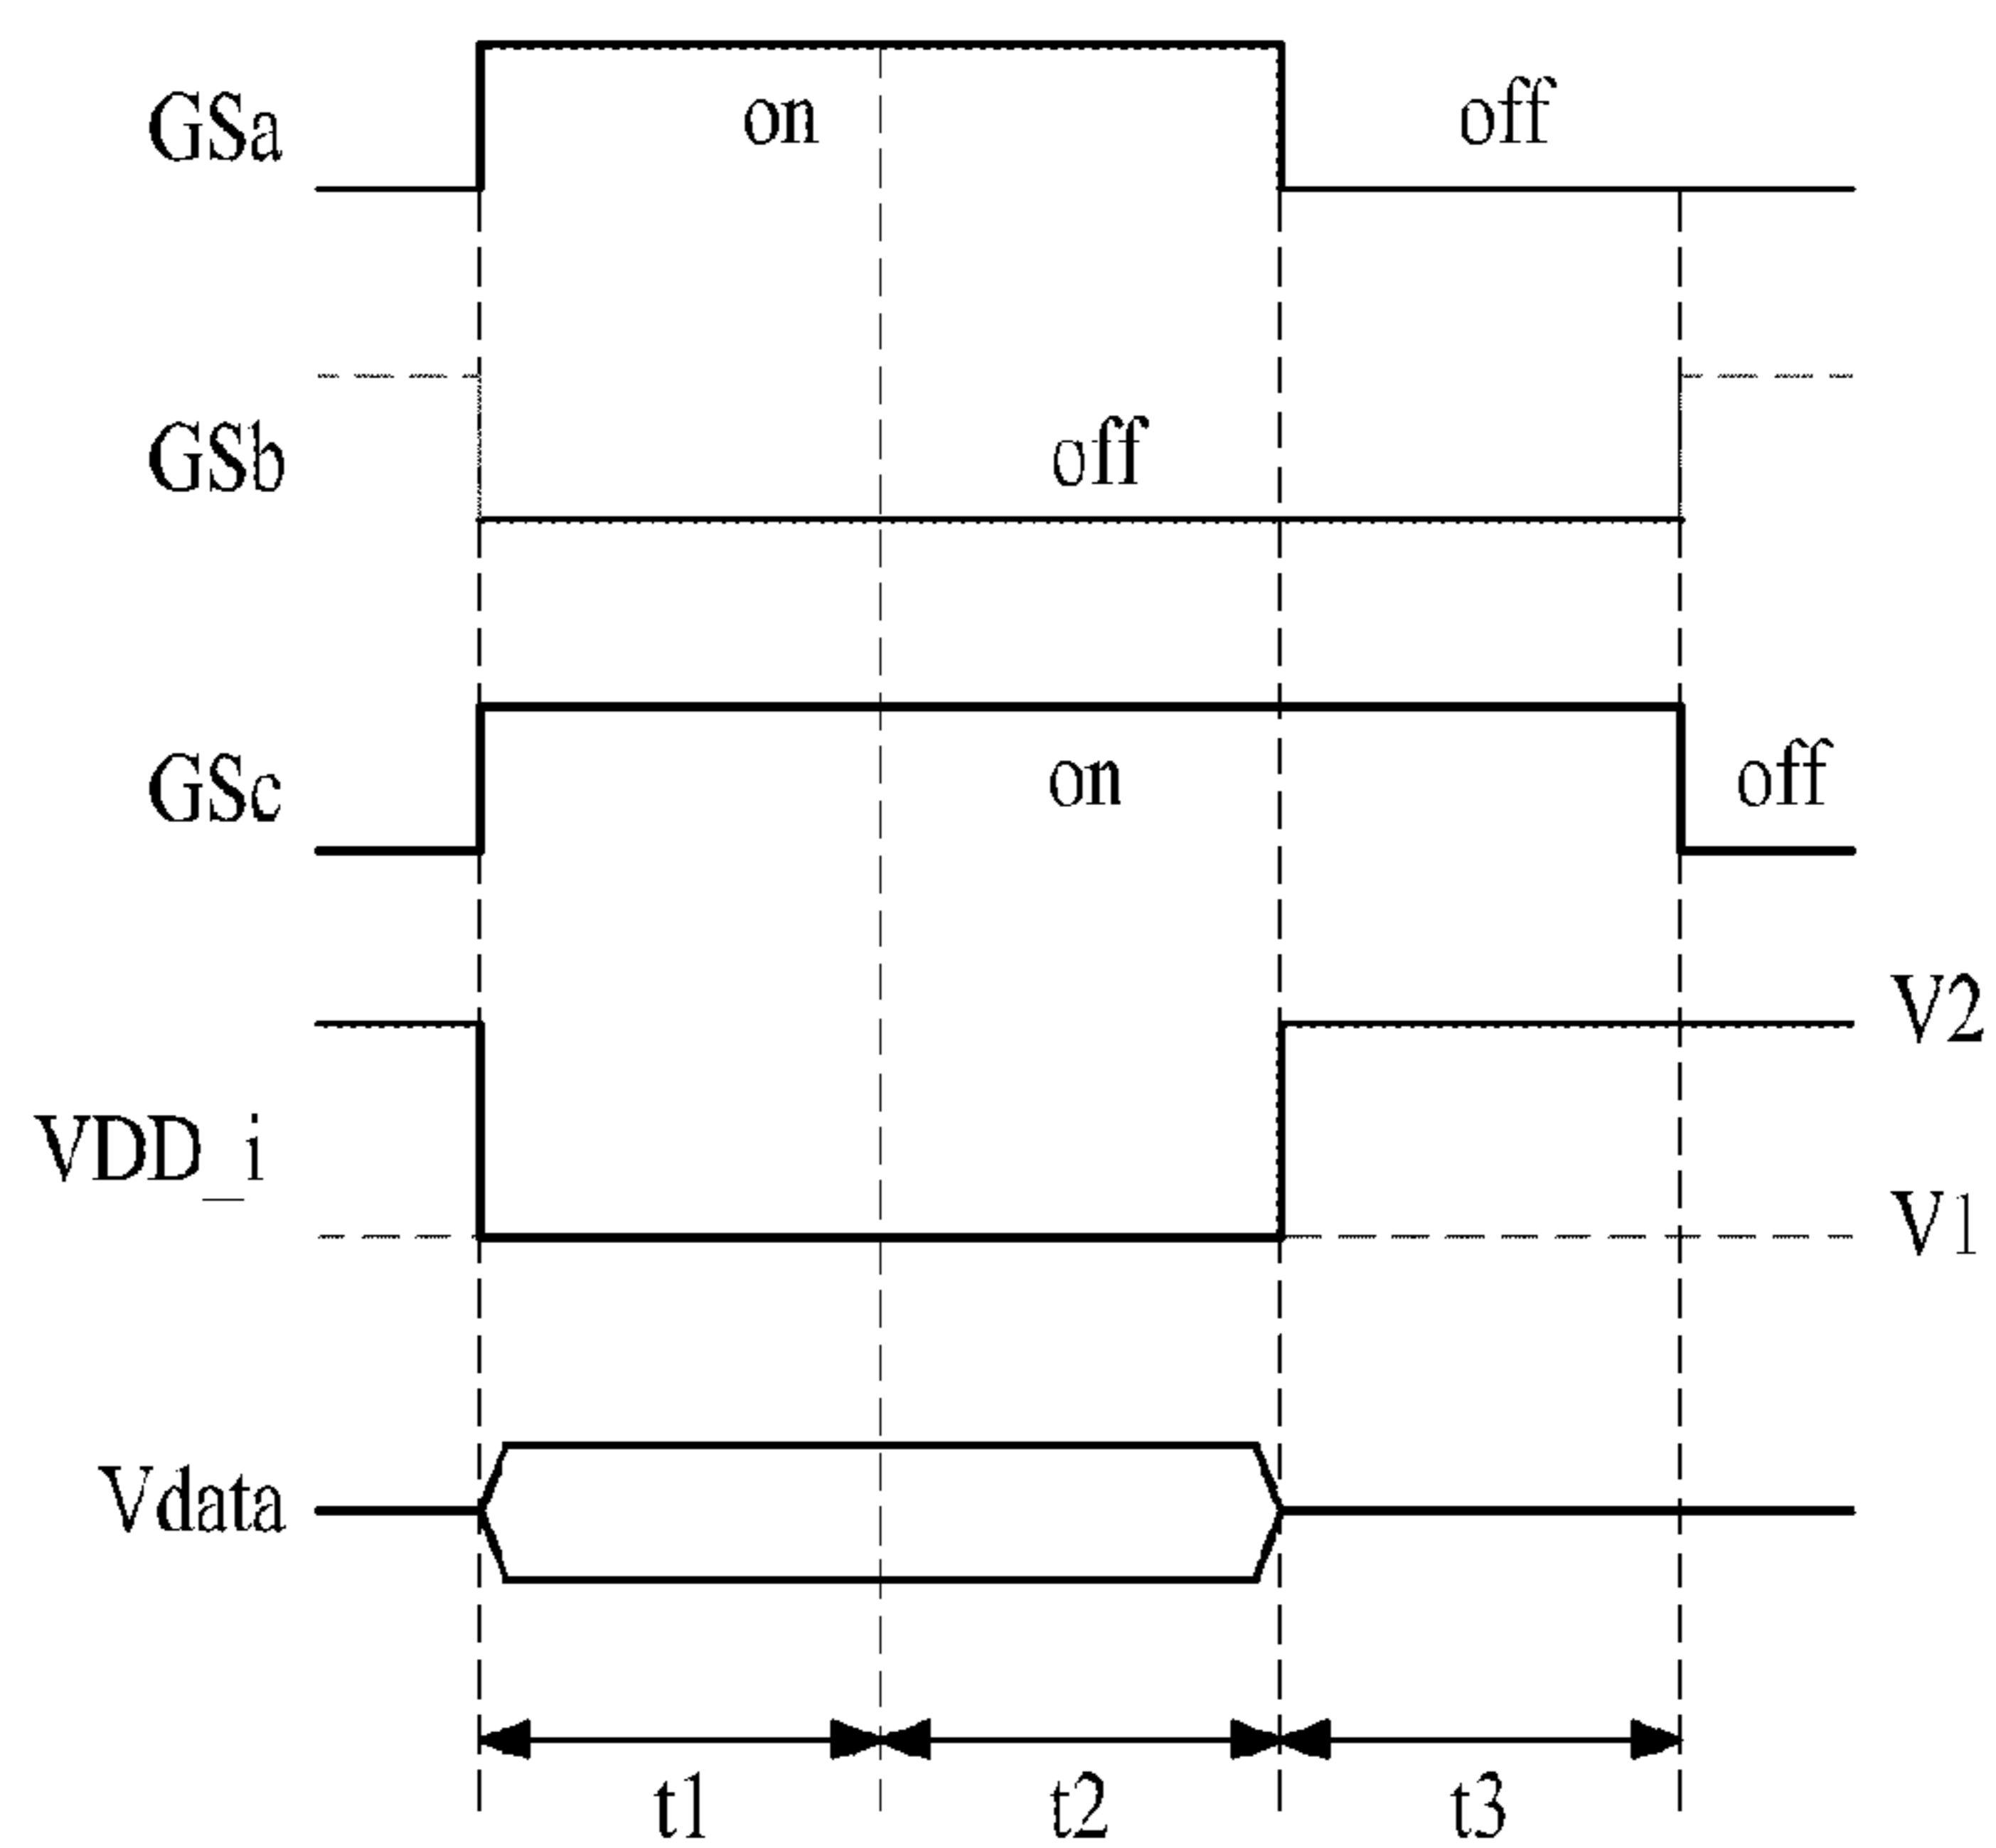 GSa
on
off
GSb
off
GSc
on
off
V2
VDD_i
V1
Vdata
t1
t2
t3